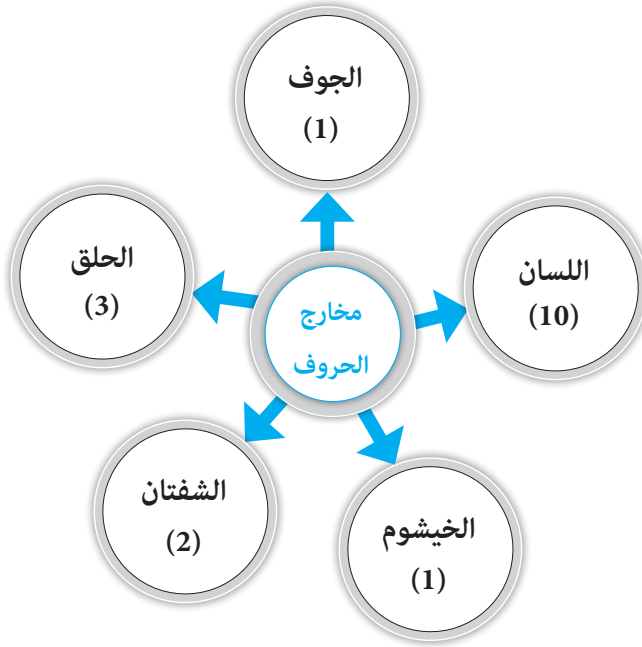 الجوف
(1)
اللسان
(10)
الحلق
(3)
مخارج
الحروف
الشفتان
(2)
الخيشوم
(1)